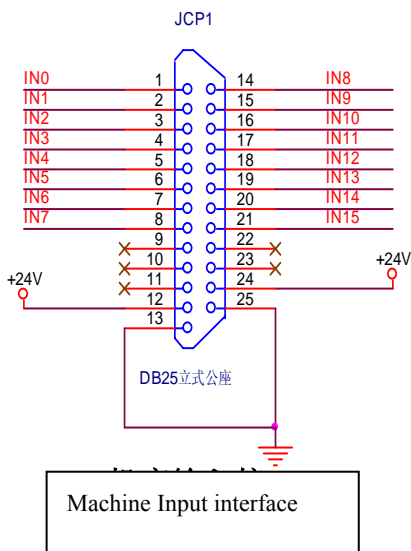 JCP1
IN0 1 14 IN8
IN1 2 15 IN9
IN2 3 16 IN10
IN3 4 17 IN11
IN4 5 18 IN12
IN5 6 19 IN13
IN6 7 20 IN14
IN7 8 21 IN15
9 22
10 23
+24V 11 24 +24V
12 25
13
DB25立式公座
Machine Input interface